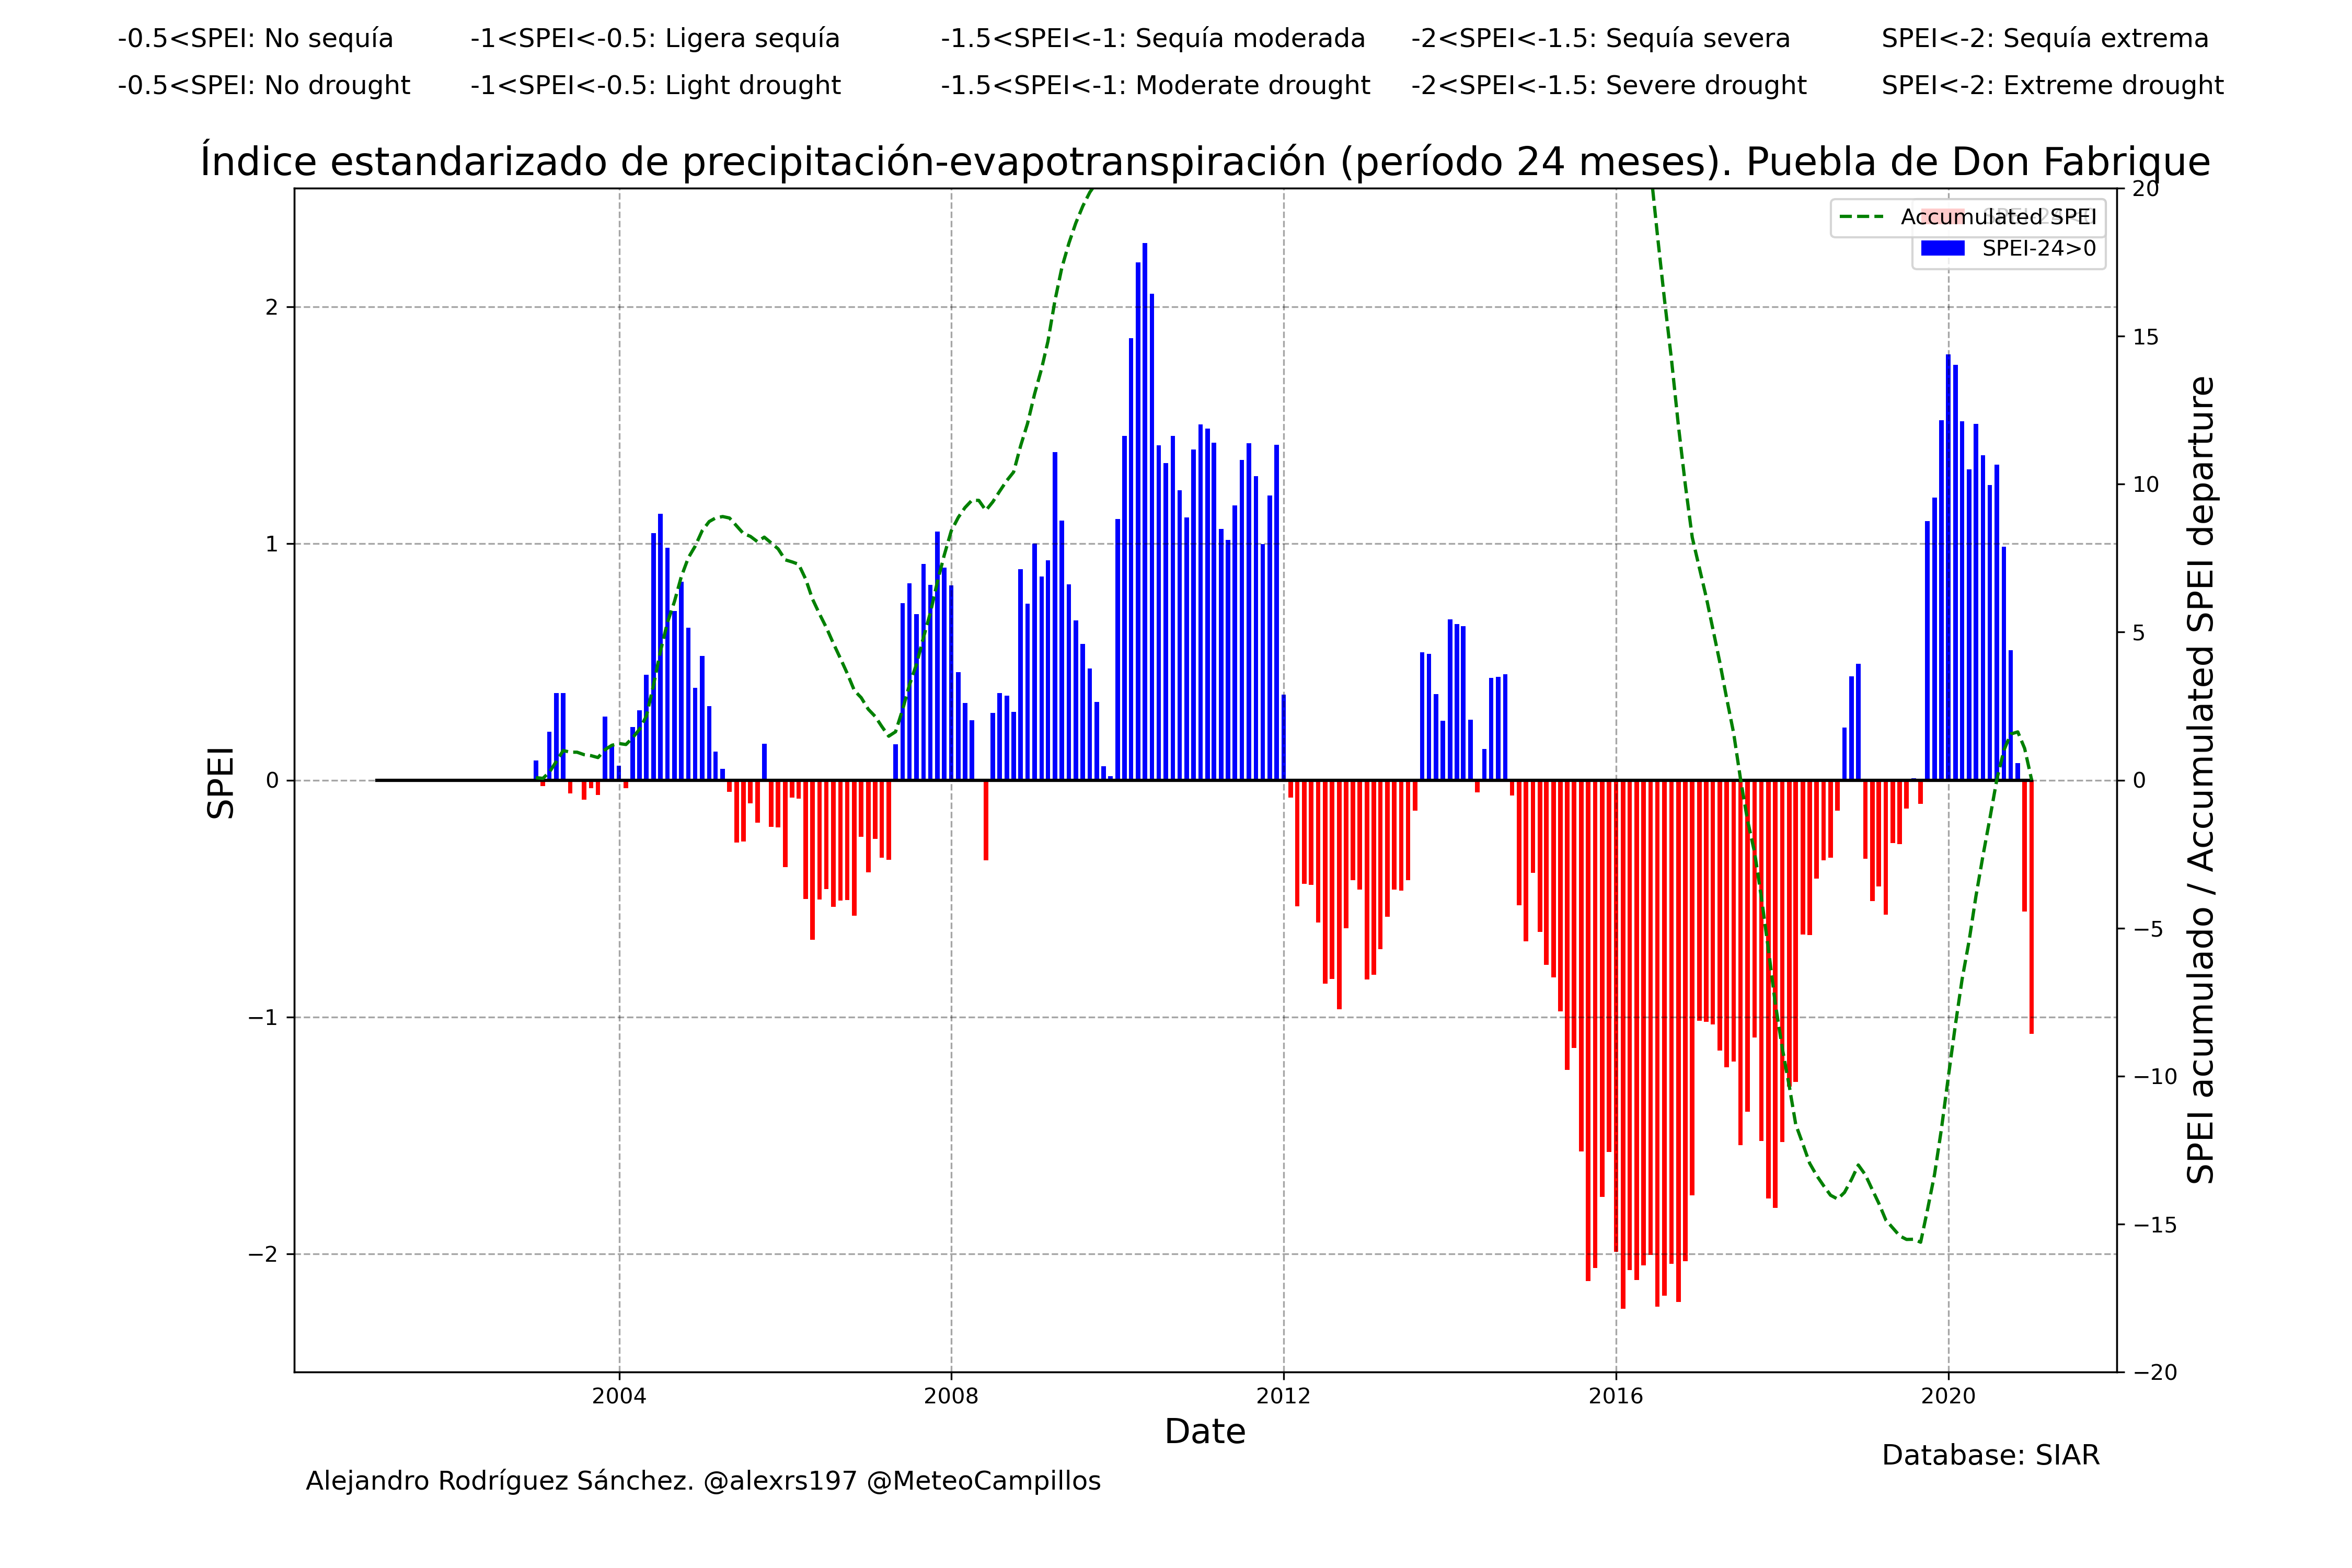 -0.5<SPEI: No sequía -1<SPEI<-0.5: Ligera sequía -1.5<SPEI<-1: Sequía moderada -2<SPEI<-1.5: Sequía severa SPEI<-2: Sequía extrema
-0.5<SPEI: No drought -1<SPEI<-0.5: Light drought -1.5<SPEI<-1: Moderate drought -2<SPEI<-1.5: Severe drought SPEI<-2: Extreme drought
Índice estandarizado de precipitación-evapotranspiración (período 24 meses). Puebla de Don Fabrique
Accumulated SPEI
SPEI-24>0
SPEI
2
1
0
−1
−2
20
15
10
5
0
−5
−10
−15
−20
SPEI acumulado / Accumulated SPEI departure
2004 2008 2012 2016 2020
Date
Database: SIAR
Alejandro Rodríguez Sánchez. @alexrs197 @MeteoCampillos